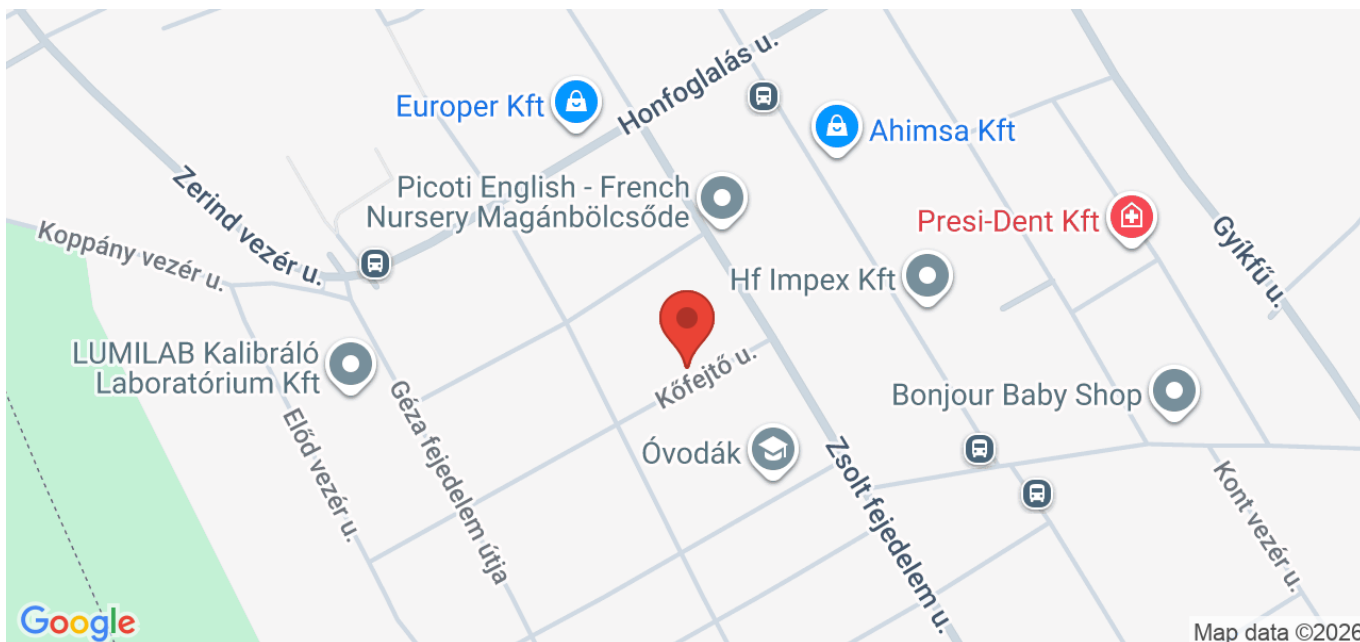 Honfoglalás u.
Europer Kft
Ahimsa Kft
Zerind vezér u.
Picoti English - French
Nursery Magánbölcsőde
Presi-Dent Kft
Gyíkfű u.
Koppány vezér u.
Hf Impex Kft
LUMILAB Kalibráló
Laboratórium Kft
Kőfejtő u.
Bonjour Baby Shop
Géza fejedelem útja
Előd vezér u.
Óvodák
Zsolt fejedelem u.
Kont vezér u.
Google
Map data ©2026